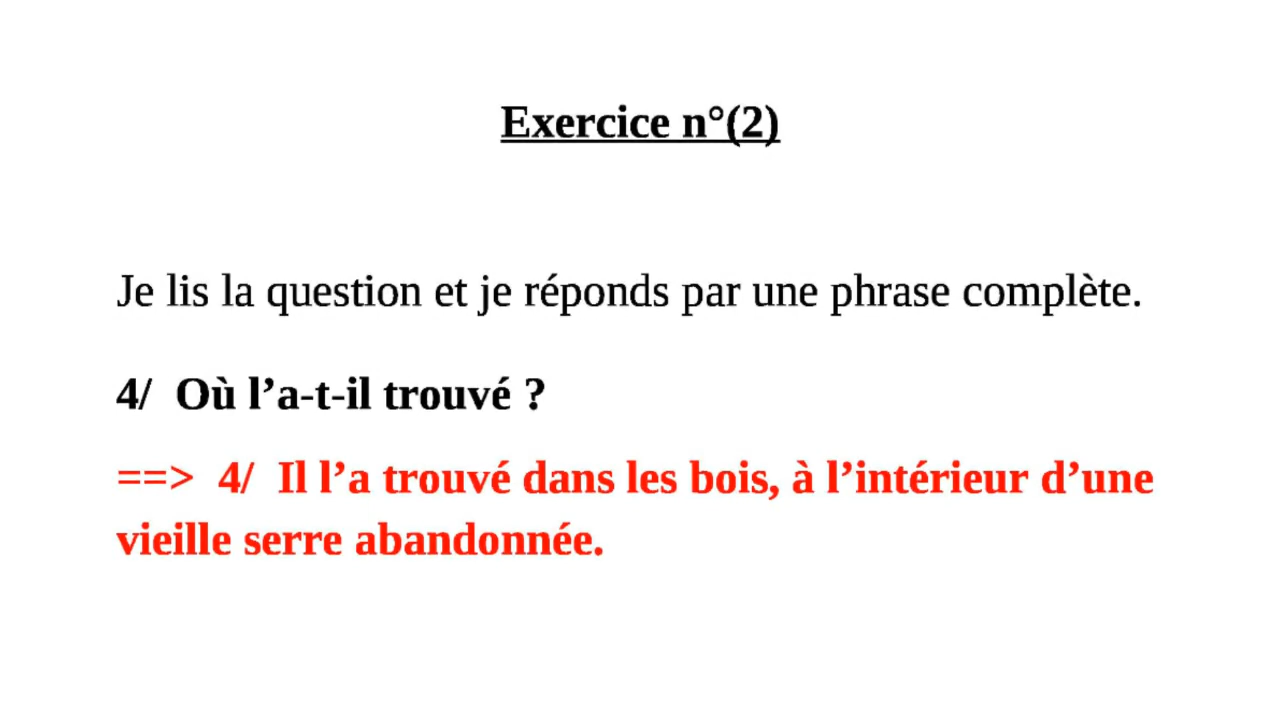 Exercice n°(2)
Je lis la question et je réponds par une phrase complète.
4/ Où l’a-t-il trouvé ?
==> 4/ Il l’a trouvé dans les bois, à l’intérieur d’une
vieille serre abandonnée.